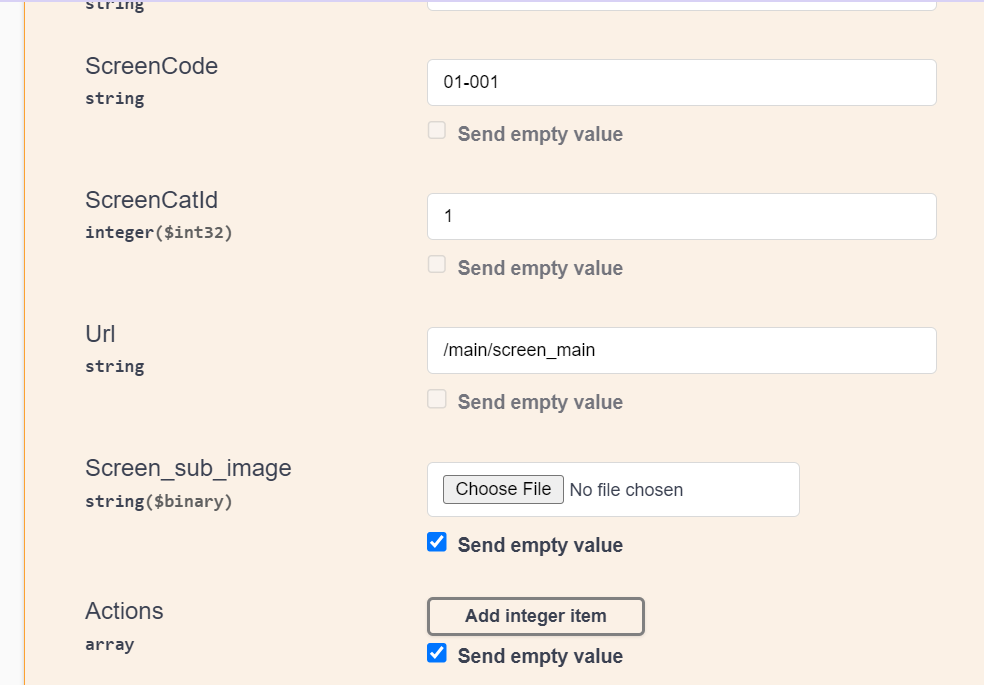 string
ScreenCode
string
01-001
Send empty value
ScreenCatId
integer($int32)
1
Send empty value
Url
string
/main/screen_main
Send empty value
Screen_sub_image
string($binary)
Choose File No file chosen
Send empty value
Actions
array
Add integer item
Send empty value